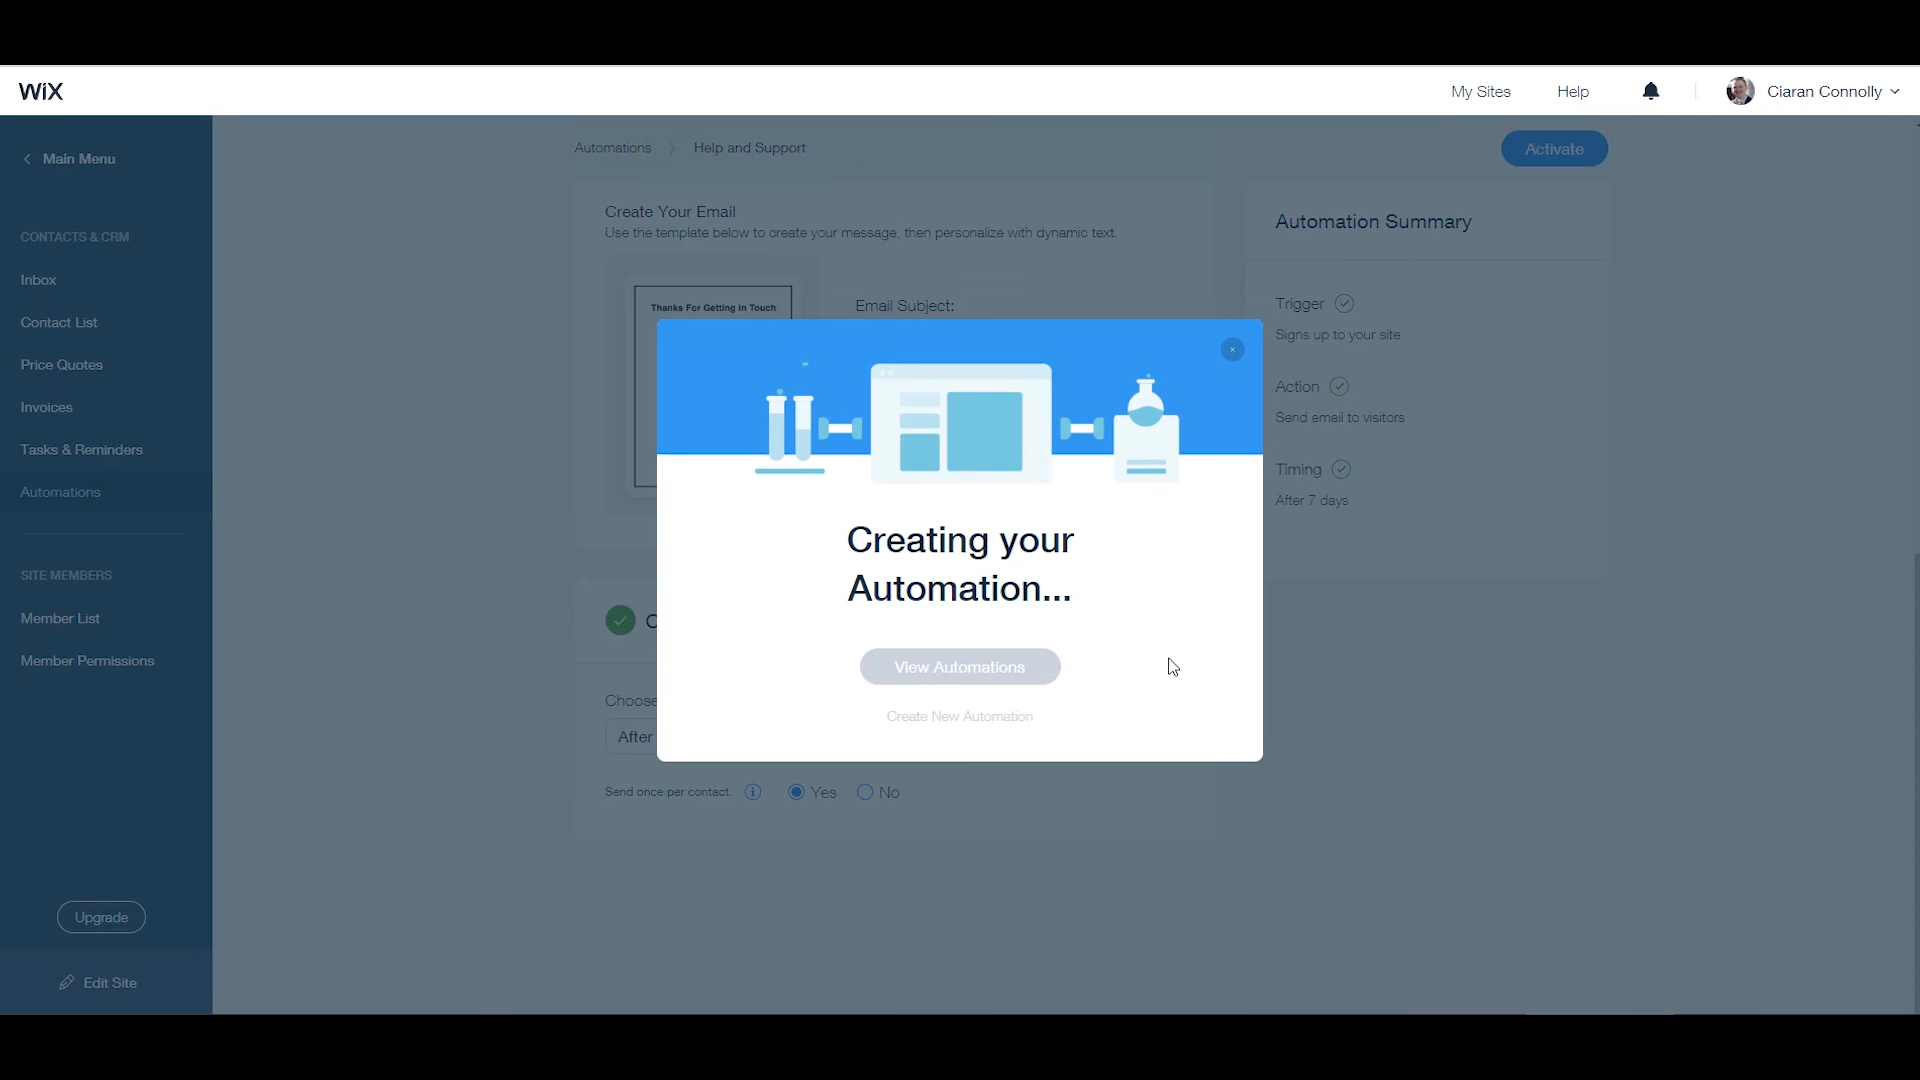 WiX
My Sites
Help
Ciaran Connolly
Main Menu
CONTACTS & CRM
Inbox
Contact List
Price Quotes
Invoices
Tasks & Reminders
Automations
SITE MEMBERS
Member List
Member Permissions
Upgrade
Edit Site
Automations
Help and Support
Activate
Create Your Email
Use the template below to create your message, then personalize with dynamic text.
Thanks For Getting in Touch
Email Subject:
Automation Summary
Trigger
Signs up to your site
Action
Send email to visitors
Timing
After 7 days
Creating your
Automation...
View Automations
Create New Automation
Choose
After
Send once per contact.
Yes
No